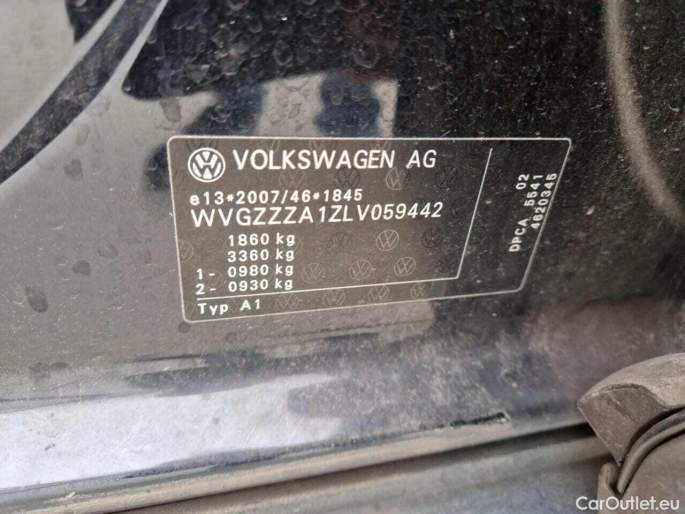 VOLKSWAGEN AG
e13*2007/46*1845
WVGZZZA1ZLV059442
1860 kg
3360 kg
1- 0980 kg
2- 0930 kg
Typ A1
02
DPCA 5541
4620345
CarOutlet.eu